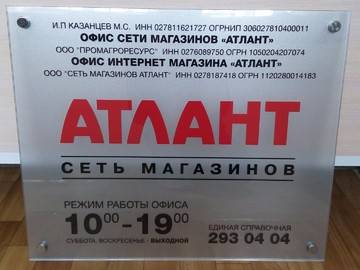 И.П КАЗАНЦЕВ М.С. ИНН 027811621727 ОГРНИП 306027810400011
ОФИС СЕТИ МАГАЗИНОВ «АТЛАНТ»
ООО "ПРОМАГРОРЕСУРС" ИНН 0276089750 ОГРН 1050204207074
ОФИС ИНТЕРНЕТ МАГАЗИНА «АТЛАНТ»
ООО "СЕТЬ МАГАЗИНОВ АТЛАНТ" ИНН 0278187418 ОГРН 1120280014183
АТЛАНТ
СЕТЬ МАГАЗИНОВ
РЕЖИМ РАБОТЫ ОФИСА
10⁰⁰-19⁰⁰
СУББОТА, ВОСКРЕСЕНЬЕ - ВЫХОДНОЙ
ЕДИНАЯ СПРАВОЧНАЯ
293 04 04